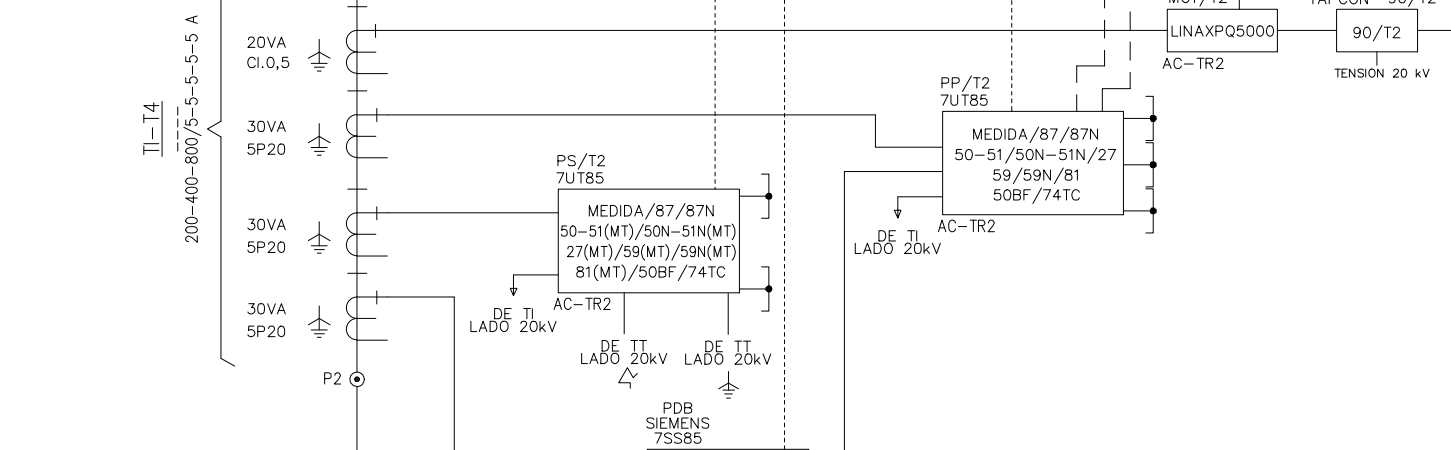 LINAXPQ5000
AC-TR2
90/T2
TENSION 20 kV
20VA
Cl.0,5
30VA
5P20
30VA
5P20
30VA
5P20
TI-T4
200-400-800/5-5-5-5-5 A
P2
PS/T2
7UT85
MEDIDA/87/87N
50-51(MT)/50N-51N(MT)
27(MT)/59(MT)/59N(MT)
81(MT)/50BF/74TC
AC-TR2
DE TI
LADO 20kV
DE TT
LADO 20kV
DE TT
LADO 20kV
PP/T2
7UT85
MEDIDA/87/87N
50-51/50N-51N/27
59/59N/81
50BF/74TC
AC-TR2
DE TI
LADO 20kV
PDB
SIEMENS
7SS85